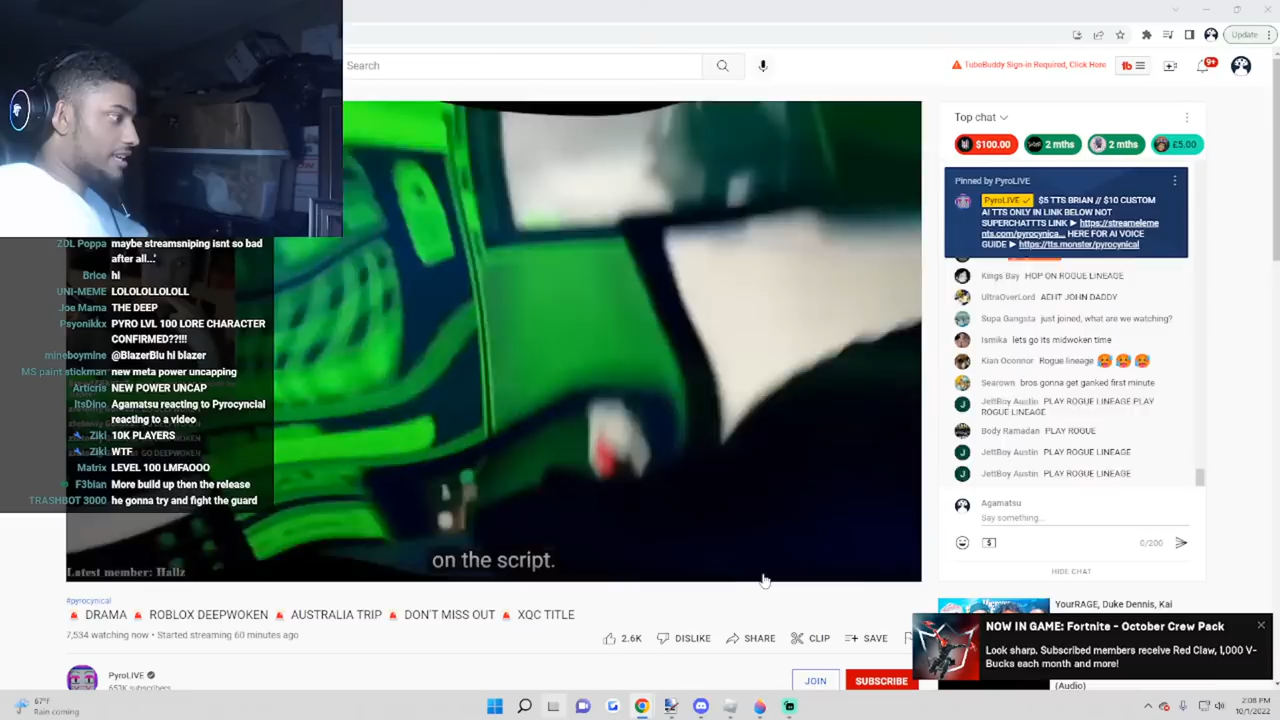 Update
Search
TubeBuddy Sign-in Required, Click Here
9+
Top chat
$100.00
2 mths
2 mths
£5.00
Pinned by PyroLIVE
PyroLIVE $5 TTS BRIAN // $10 CUSTOM
AI TTS ONLY IN LINK BELOW NOT
SUPERCHATTTS LINK ► https://streamele
nts.com/pyrocynica... HERE FOR AI VOICE
GUIDE ► https://tts.monster/pyrocynical
Kings Bay HOP ON ROGUE LINEAGE
UltraOverLord AEHT JOHN DADDY
Supa Gangsta just joined, what are we watching?
Ismika lets go its midwoken time
Kian Oconnor Rogue lineage 🥵 🥵 🥵
Searown bros gonna get ganked first minute
JettBoy Austin PLAY ROGUE LINEAGE PLAY
ROGUE LINEAGE
Body Ramadan PLAY ROGUE
JettBoy Austin PLAY ROGUE LINEAGE
JettBoy Austin PLAY ROGUE LINEAGE
Agamatsu
Say something...
0/200
HIDE CHAT
ZOL Poppa maybe streamsniping isnt so bad
after all...'
Brice hi
UNI-MEME LOLOLOLLOLOLL
Joe Mama THE DEEP
Psyonikkx PYRO LVL 100 LORE CHARACTER
CONFIRMED??!!!
mineboymine @BlazerBlu hi blazer
MS paint stickman new meta power uncapping
Articris NEW POWER UNCAP
ItsDino Agamatsu reacting to Pyrocyncial
reacting to a video
Zikl 10K PLAYERS
Zikl WTF
Matrix LEVEL 100 LMFAOOO
F3bian More build up then the release
TRASHBOT 3000 he gonna try and fight the guard
on the script.
Latest member: Hallz
#pyrocynical
🚨 DRAMA 🚨 ROBLOX DEEPWOKEN 🚨 AUSTRALIA TRIP 🚨 DON'T MISS OUT 🚨 XQC TITLE
7,534 watching now • Started streaming 60 minutes ago
2.6K DISLIKE SHARE CLIP SAVE
PyroLIVE
653K subscribers
JOIN
SUBSCRIBE
YourRAGE, Duke Dennis, Kai
NOW IN GAME: Fortnite - October Crew Pack
Look sharp. Subscribed members receive Red Claw, 1,000 V-
Bucks each month and more!
(Audio)
67°F
Rain coming
2:08 PM
10/1/2022